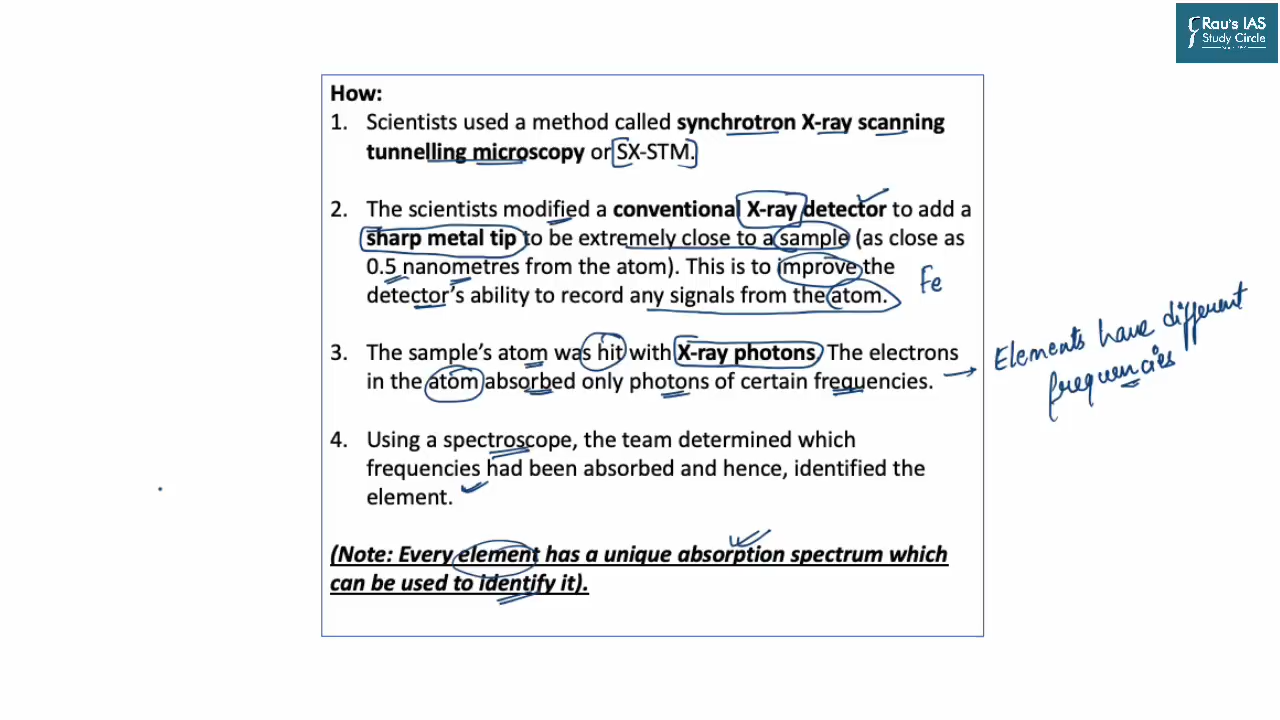 Rau's IAS
Study Circle
How:
1. Scientists used a method called synchrotron X-ray scanning
tunnelling microscopy or SX-STM.
2. The scientists modified a conventional X-ray detector to add a
sharp metal tip to be extremely close to a sample (as close as
0.5 nanometres from the atom). This is to improve the
detector's ability to record any signals from the atom.
Fe
3. The sample's atom was hit with X-ray photons. The electrons
in the atom absorbed only photons of certain frequencies.
Elements have different
frequencies
4. Using a spectroscope, the team determined which
frequencies had been absorbed and hence, identified the
element.
(Note: Every element has a unique absorption spectrum which
can be used to identify it).